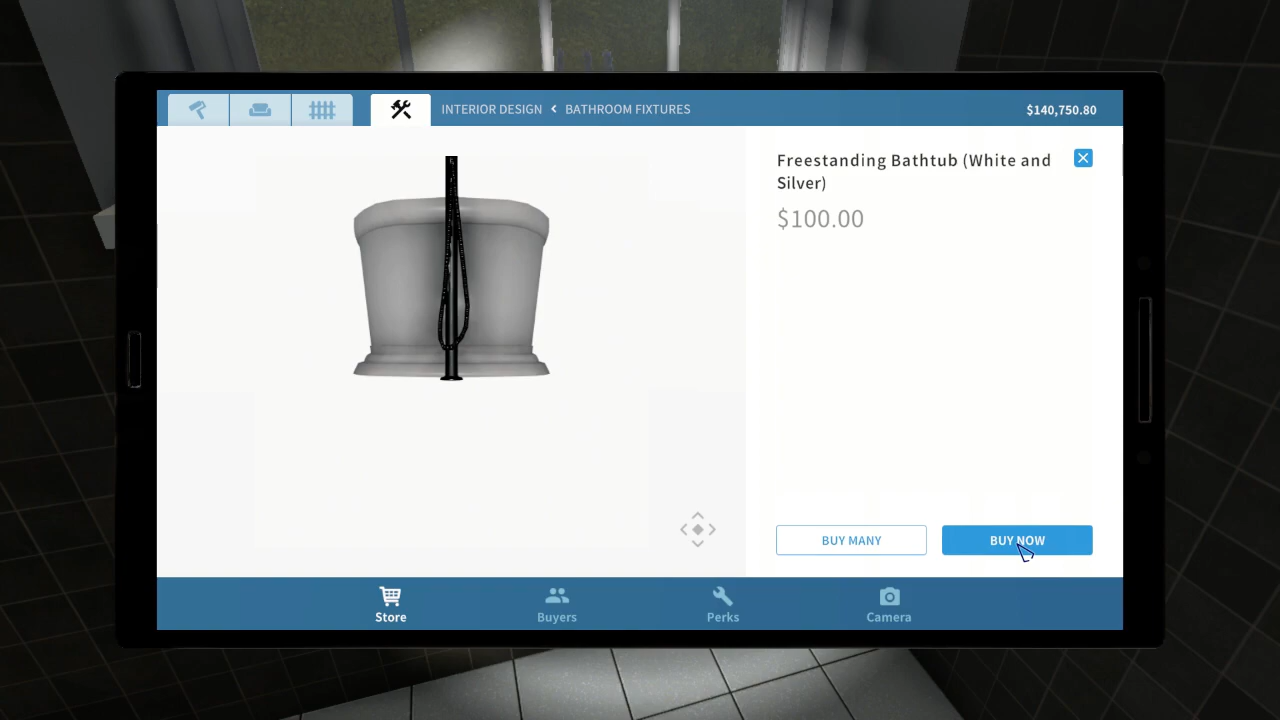 INTERIOR DESIGN < BATHROOM FIXTURES
$140,750.80
Freestanding Bathtub (White and
Silver)
$100.00
BUY MANY
BUY NOW
Store
Buyers
Perks
Camera